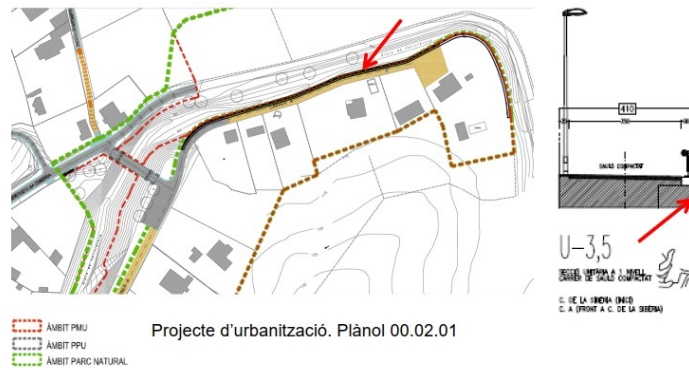 ÀMBIT PMU
ÀMBIT PPU
ÀMBIT PARC NATURAL
Projecte d'urbanització. Plànol 00.02.01
410
350
SAULÓ COMPACTAT
U-3,5
SECCIÓ UNITÀRIA A 1 NIVELL
CARRER DE SAULÓ COMPACTAT
C. DE LA SIBÈRIA (INICI)
C. A (FRONT A C. DE LA SIBÈRIA)